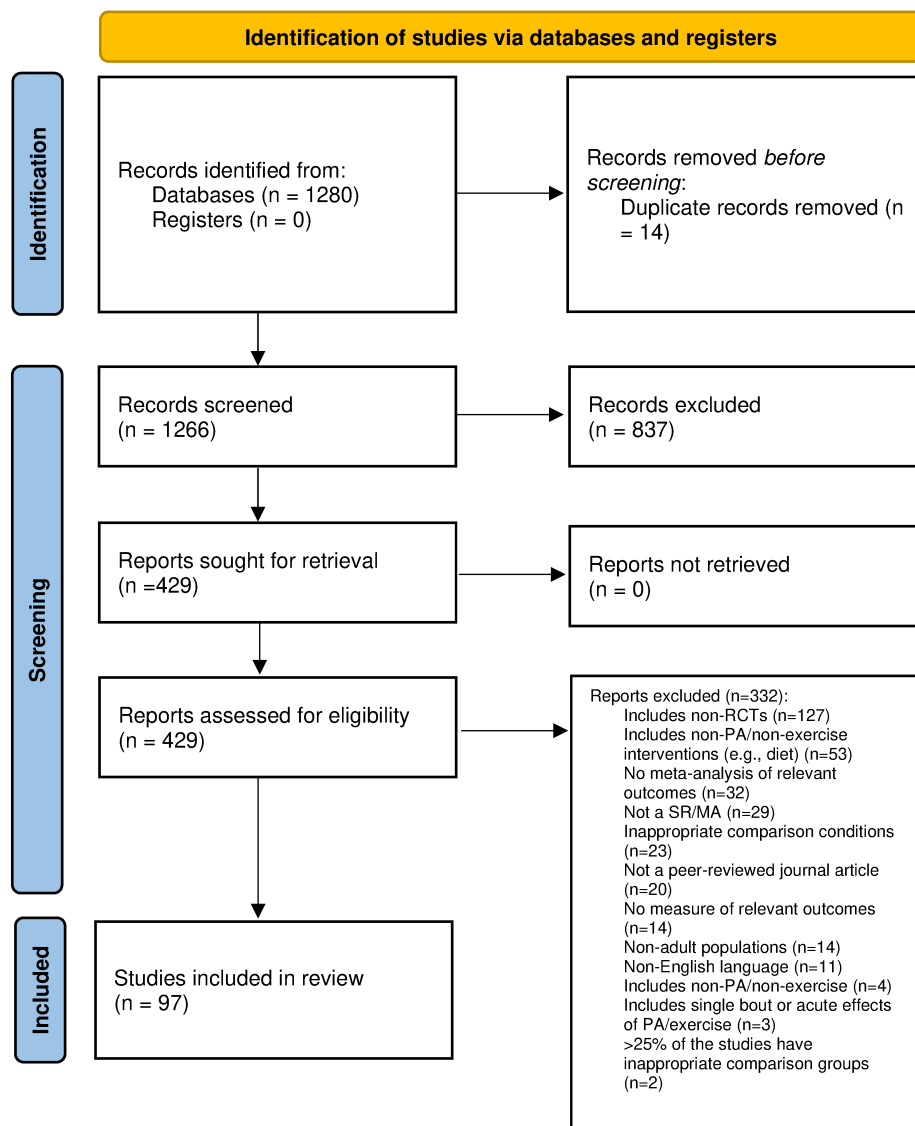 Identification of studies via databases and registers
Identification
Records identified from:
Databases (n = 1280)
Registers (n = 0)
Records removed before
screening:
Duplicate records removed (n
= 14)
Screening
Records screened
(n = 1266)
Records excluded
(n = 837)
Reports sought for retrieval
(n =429)
Reports not retrieved
(n = 0)
Reports assessed for eligibility
(n = 429)
Reports excluded (n=332):
Includes non-RCTs (n=127)
Includes non-PA/non-exercise
interventions (e.g., diet) (n=53)
No meta-analysis of relevant
outcomes (n=32)
Not a SR/MA (n=29)
Inappropriate comparison conditions
(n=23)
Not a peer-reviewed journal article
(n=20)
No measure of relevant outcomes
(n=14)
Non-adult populations (n=14)
Non-English language (n=11)
Includes non-PA/non-exercise (n=4)
Includes single bout or acute effects
of PA/exercise (n=3)
>25% of the studies have
inappropriate comparison groups
(n=2)
Included
Studies included in review
(n = 97)